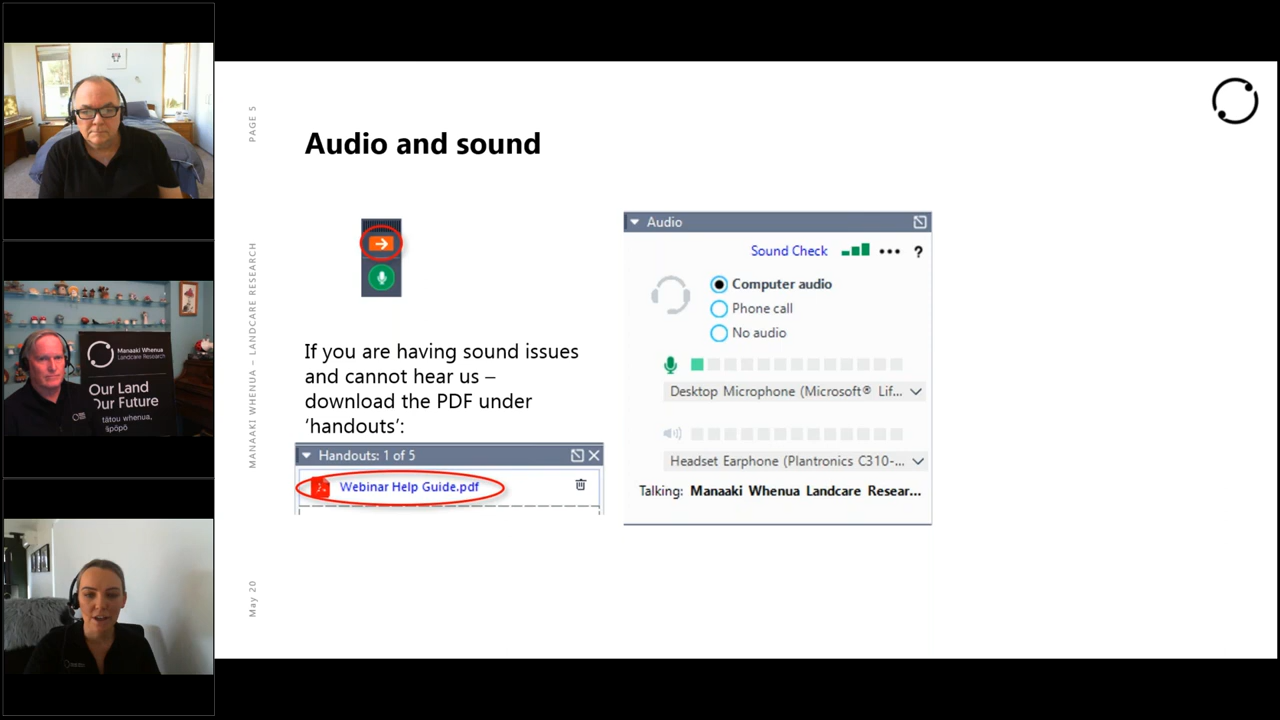 PAGE 5
Audio and sound
MANAAKI WHENUA – LANDCARE RESEARCH
If you are having sound issues
and cannot hear us –
download the PDF under
‘handouts’:
Handouts: 1 of 5
Webinar Help Guide.pdf
Audio
Sound Check
?
Computer audio
Phone call
No audio
Desktop Microphone (Microsoft® Lif...
Headset Earphone (Plantronics C310-...
Talking: Manaaki Whenua Landcare Resear...
May 20
Manaaki Whenua
Landcare Research
Our Land
Our Future
tātou whenua,